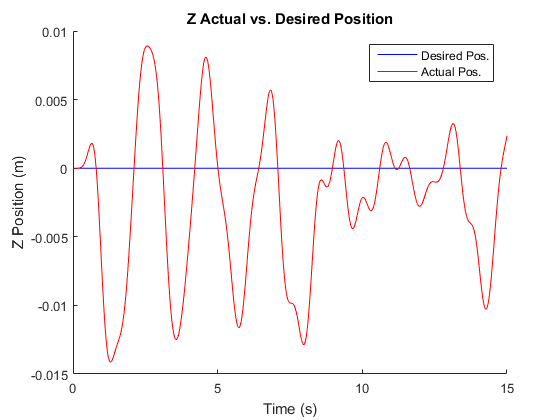 Z Actual vs. Desired Position
Desired Pos.
Actual Pos.
Z Position (m)
0.01
0.005
0
-0.005
-0.01
-0.015
0 5 10 15
Time (s)